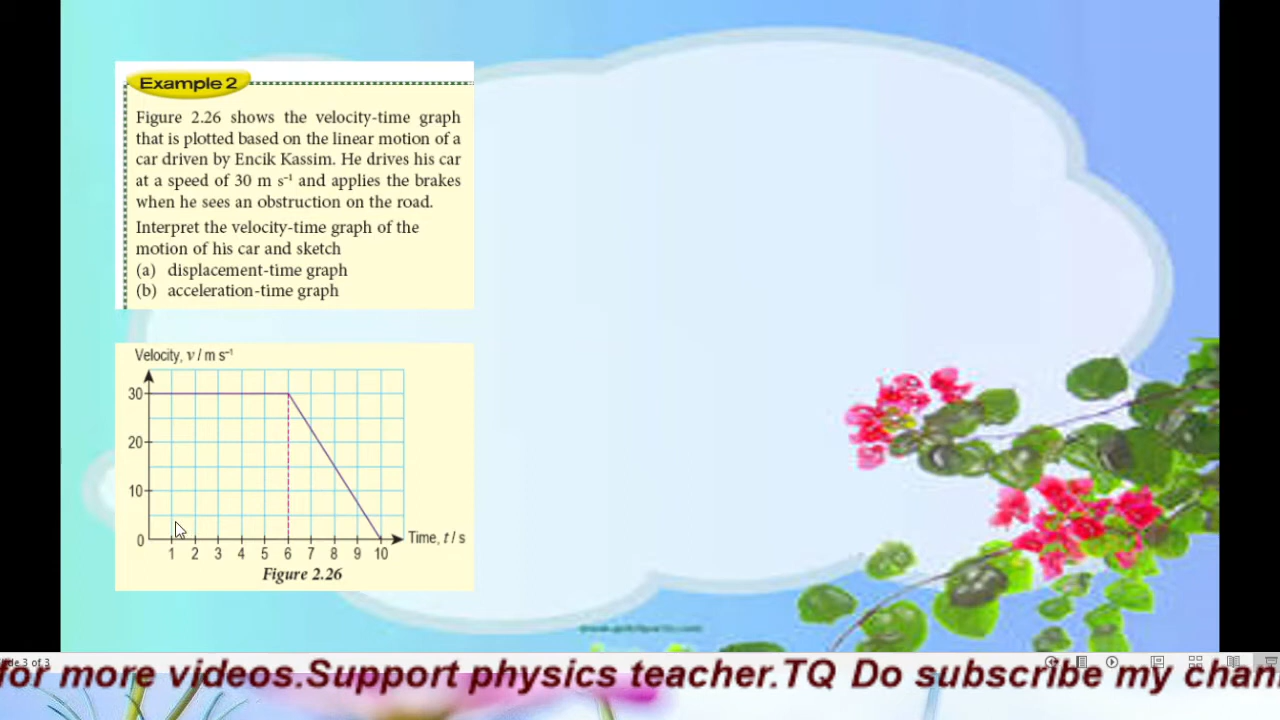 Example 2
Figure 2.26 shows the velocity-time graph
that is plotted based on the linear motion of a
car driven by Encik Kassim. He drives his car
at a speed of 30 m s⁻¹ and applies the brakes
when he sees an obstruction on the road.
Interpret the velocity-time graph of the
motion of his car and sketch
(a) displacement-time graph
(b) acceleration-time graph
Velocity, v / m s⁻¹
30
20
10
0
1 2 3 4 5 6 7 8 9 10
Time, t / s
Figure 2.26
3 of 3
for more videos.Support physics teacher.TQ Do subscribe my chan